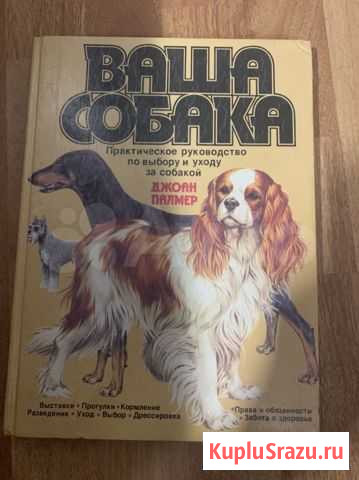 ВАША
СОБАКА
Практическое руководство
по выбору и уходу
за собакой
ДЖОАН
ПАЛМЕР
Выставки • Прогулки • Кормление
Разведение • Уход • Выбор • Дрессировка
• Права и обязанности
• Забота о здоровье
KupluSrazu.ru